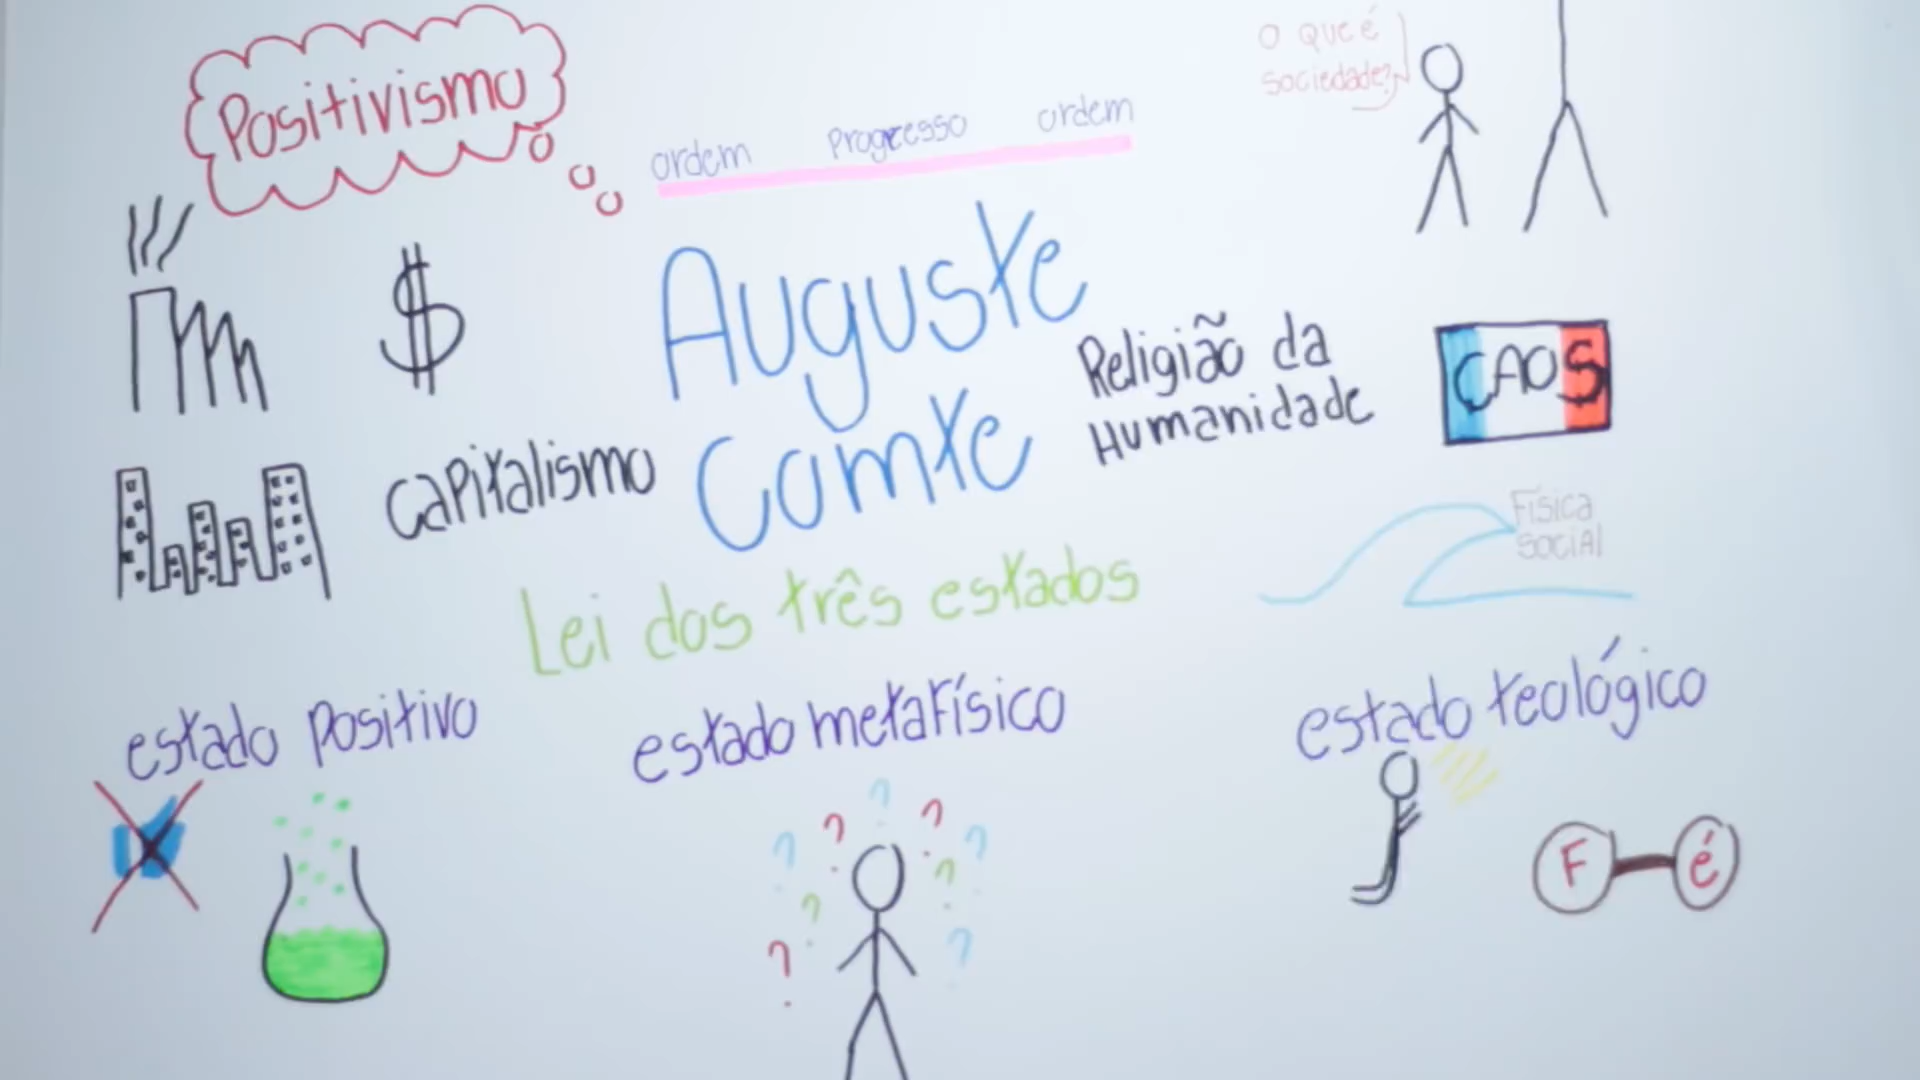 Positivismo
O que é
sociedade?
ordem Progresso ordem
$
Auguste
Comte
Religião da
Humanidade
CAOS
capitalismo
Física
social
Lei dos três estados
estado positivo
estado metafísico
estado teológico
? ? ? ? ? ? ? ? ?
F é